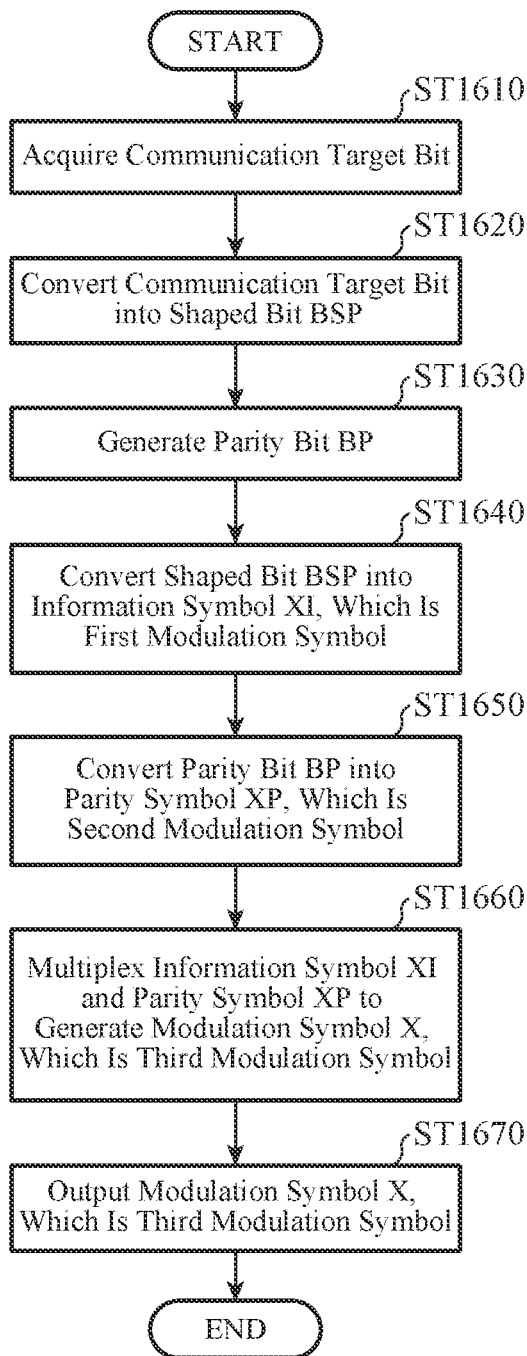 START
ST1610
Acquire Communication Target Bit
ST1620
Convert Communication Target Bit
into Shaped Bit BSP
ST1630
Generate Parity Bit BP
ST1640
Convert Shaped Bit BSP into
Information Symbol XI, Which Is
First Modulation Symbol
ST1650
Convert Parity Bit BP into
Parity Symbol XP, Which Is
Second Modulation Symbol
ST1660
Multiplex Information Symbol XI
and Parity Symbol XP to
Generate Modulation Symbol X,
Which Is Third Modulation Symbol
ST1670
Output Modulation Symbol X,
Which Is Third Modulation Symbol
END